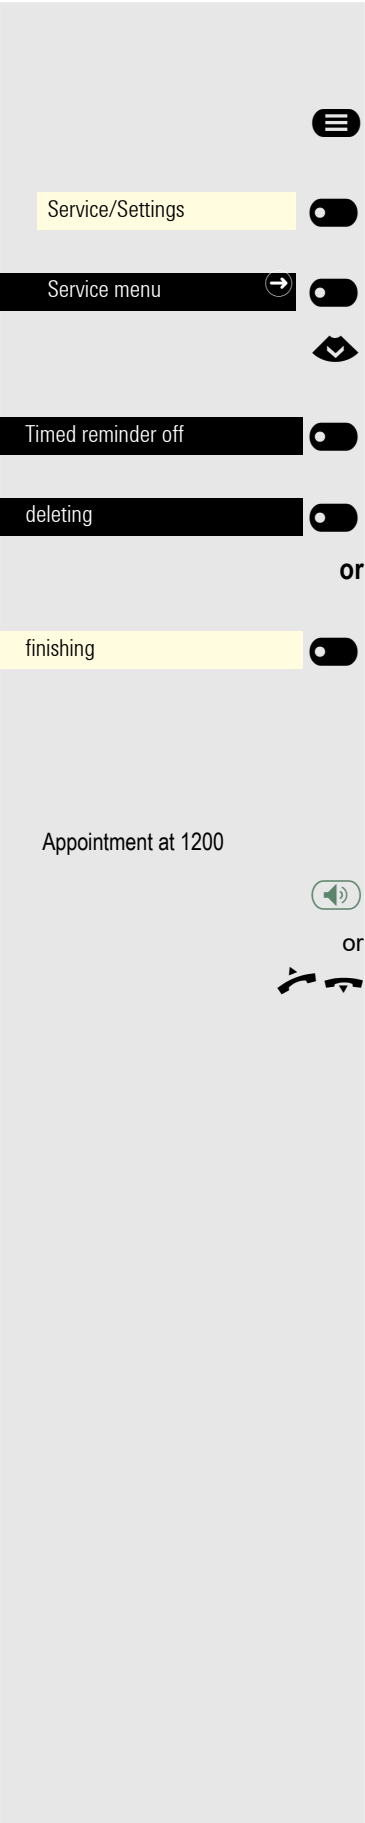 Service/Settings
Service menu
Timed reminder off
deleting
or
finishing
Appointment at 1200
or